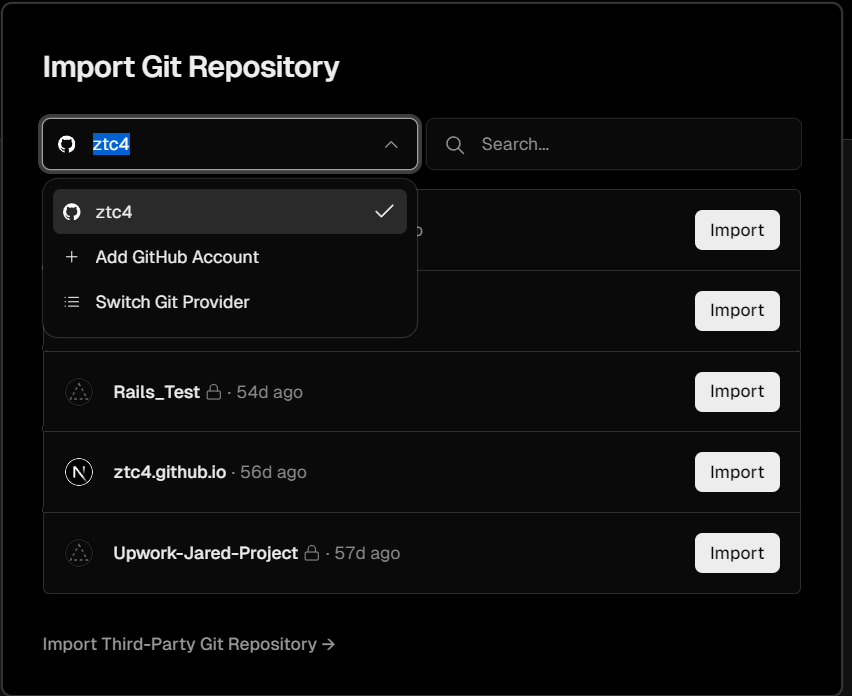 Import Git Repository
ztc4
Search...
ztc4
Add GitHub Account
Switch Git Provider
Import
Import
Rails_Test · 54d ago
Import
ztc4.github.io · 56d ago
Import
Upwork-Jared-Project · 57d ago
Import
Import Third-Party Git Repository →